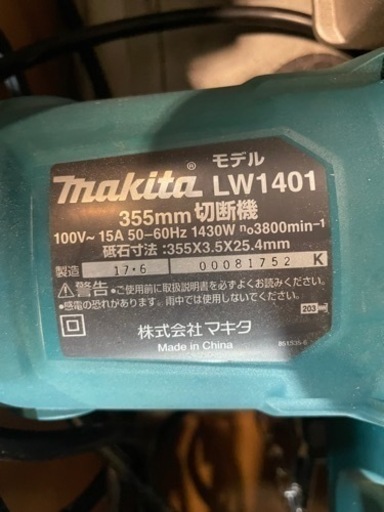 モデル
makita® LW1401
355mm 切断機
100V～ 15A 50–60Hz 1430W n₀3800min⁻¹
砥石寸法:355X3.5X25.4mm
製造 17・6 00081752 K
⚠警告 ●ご使用前に取扱説明書をよくお読みください。
●感電の恐れがあります。雨中では使用しないでください。
203
株式会社 マキタ
Made in China
851S35-6